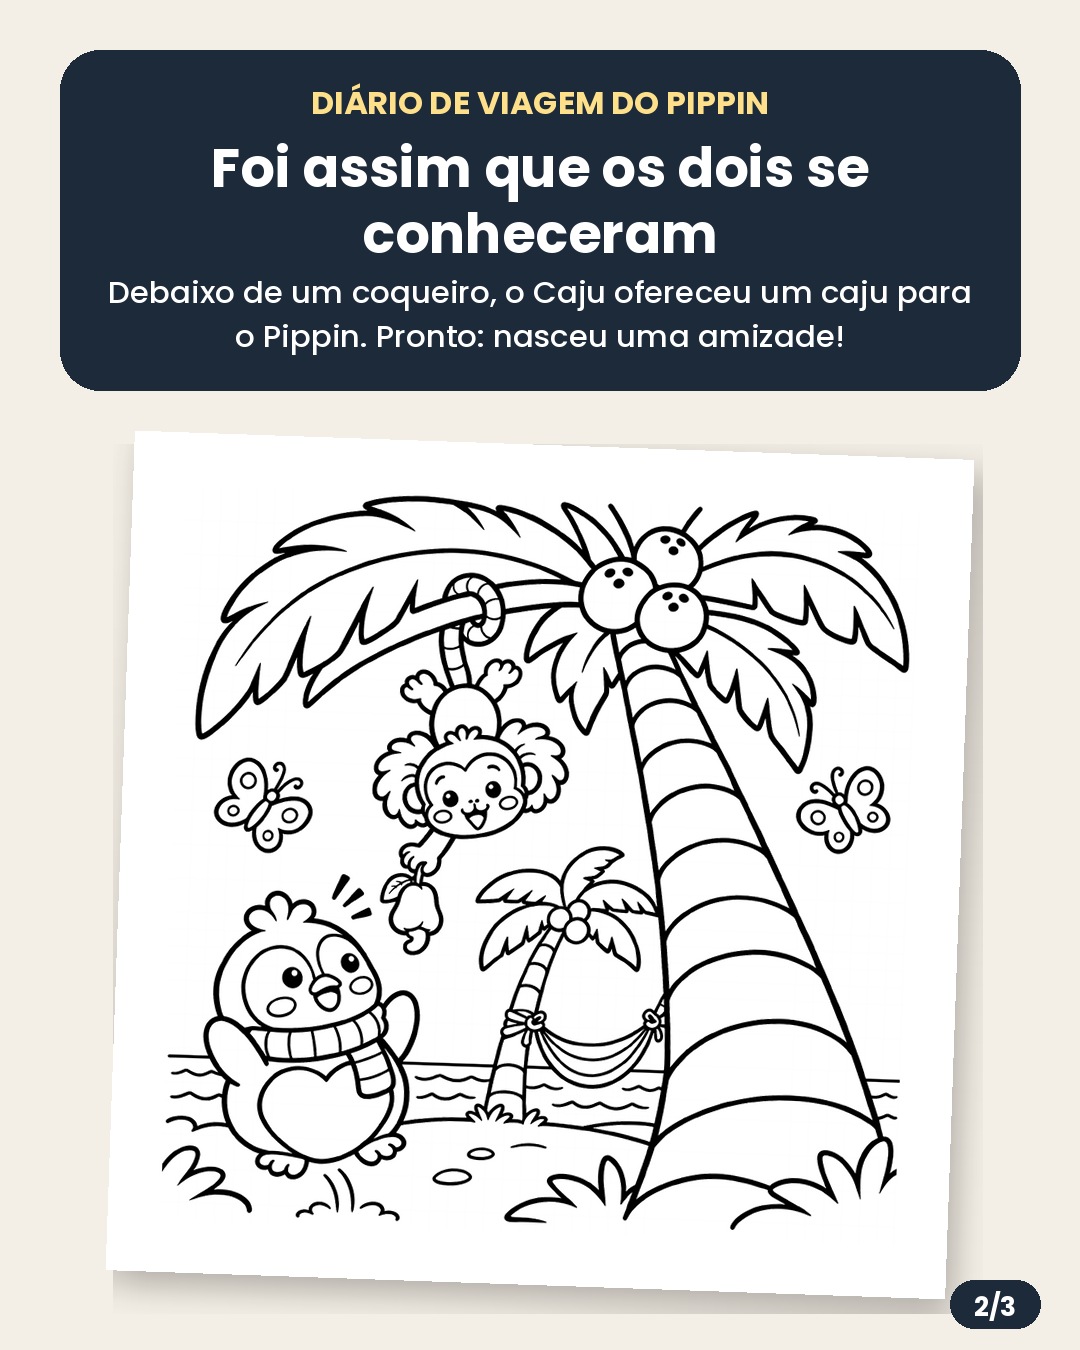 DIÁRIO DE VIAGEM DO PIPPIN
Foi assim que os dois se
conheceram
Debaixo de um coqueiro, o Caju ofereceu um caju para
o Pippin. Pronto: nasceu uma amizade!
2/3